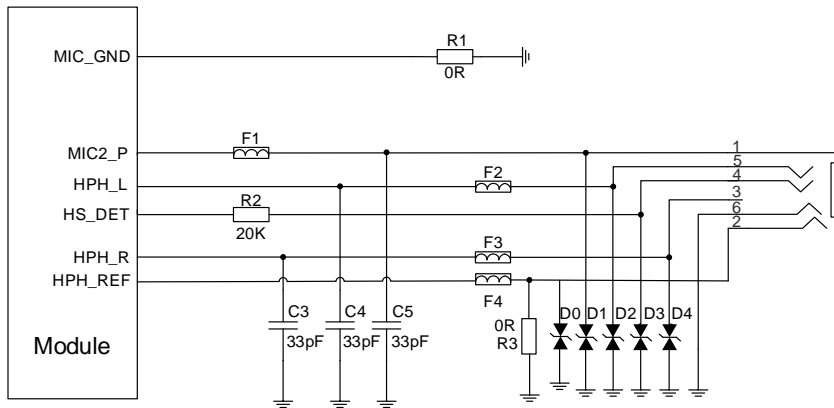 MIC_GND
R1
0R
MIC2_P
F1
1
5
HPH_L
F2
4
HS_DET
R2
20K
3
6
HPH_R
F3
2
HPH_REF
F4
C3
33pF
C4
33pF
C5
33pF
0R
R3
D0
D1
D2
D3
D4
Module